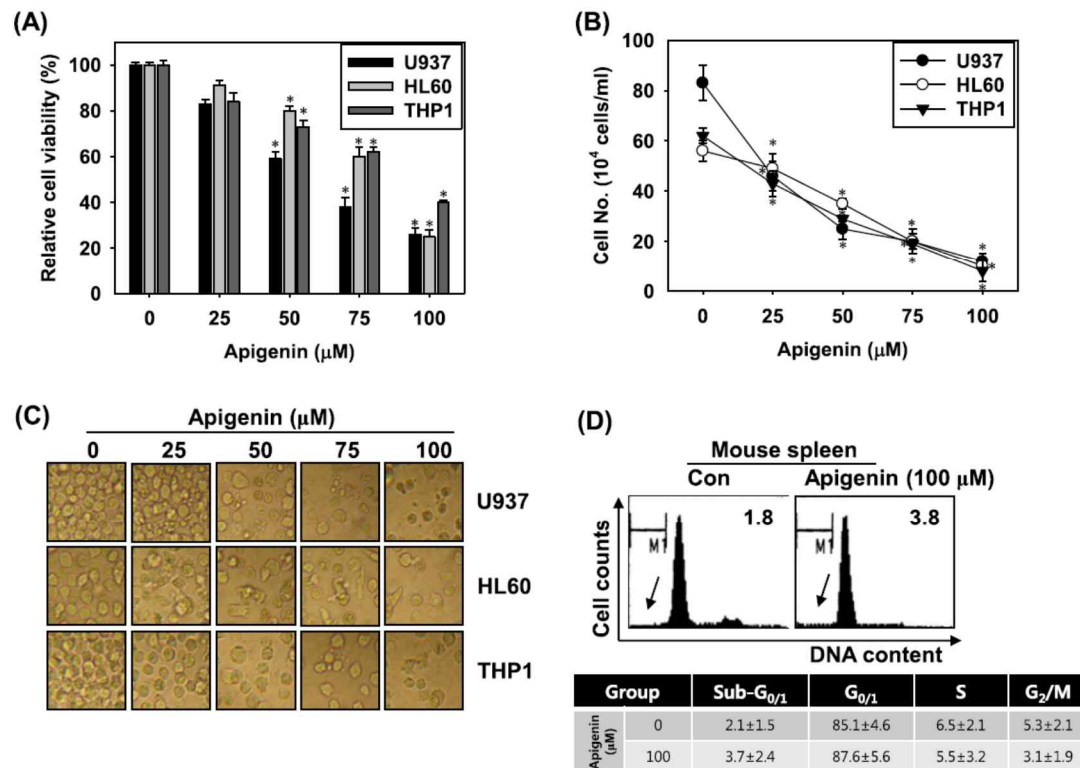 (A)
Relative cell viability (%)
100
80
60
40
20
0
U937
HL60
THP1
* * *
* * *
* * *
0 25 50 75 100
Apigenin (μM)
(B)
Cell No. (10⁴ cells/ml)
100
80
60
40
20
0
U937
HL60
THP1
* * *
* * *
* * *
* * *
0 25 50 75 100
Apigenin (μM)
(C)
Apigenin (μM)
0 25 50 75 100
U937
HL60
THP1
(D)
Mouse spleen
Con Apigenin (100 μM)
Cell counts
1.8
M1
3.8
M1
DNA content
Group Sub-G0/1 G0/1 S G2/M
Apigenin (μM)
0 2.1±1.5 85.1±4.6 6.5±2.1 5.3±2.1
100 3.7±2.4 87.6±5.6 5.5±3.2 3.1±1.9